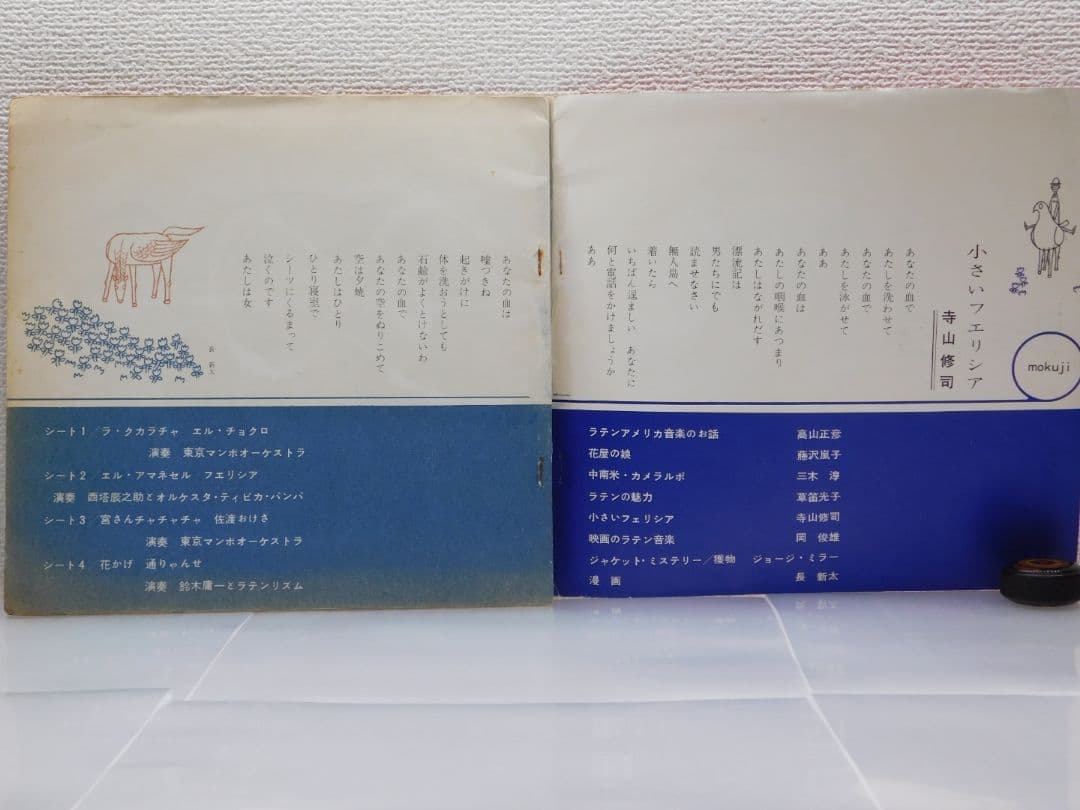 小さいフエリシア
寺山修司
あなたの血で
あたしを洗わせて
あなたの血で
あたしを泳がせて
ああ
あなたの血は
あたしの咽喉にあつまり
あたしはながれだす
漂流記は
男たちにでも
読ませなさい
無人島へ
着いたら
いちばん淫ましい あなたに
何と電話をかけましょうか
ああ
あなたの血は
嘘つきね
起きがけに
体を洗おうとしても
石鹸がよくとけないわ
あなたの血で
あなたの空をぬりこめて
空は夕焼
あたしはひとり
ひとり寝室で
シーツにくるまって
泣くのです
あたしは女
長 新太
mokuji
ラテンアメリカ音楽のお話 高山正彦
花屋の娘 藤沢嵐子
中南米・カメラルポ 三木 淳
ラテンの魅力 草笛光子
小さいフェリシア 寺山修司
映画のラテン音楽 岡 俊雄
ジャケット・ミステリー/獲物 ジョージ・ミラー
漫 画 長 新太
シート1 ラ・クカラチャ エル・チョクロ
演奏 東京マンボオーケストラ
シート2 エル・アマネセル フエリシア
演奏 西塔辰之助とオルケスタ・ティピカ・パンパ
シート3 宮さんチャチャチャ 佐渡おけさ
演奏 東京マンボオーケストラ
シート4 花かげ 通りゃんせ
演奏 鈴木庸一とラテンリズム